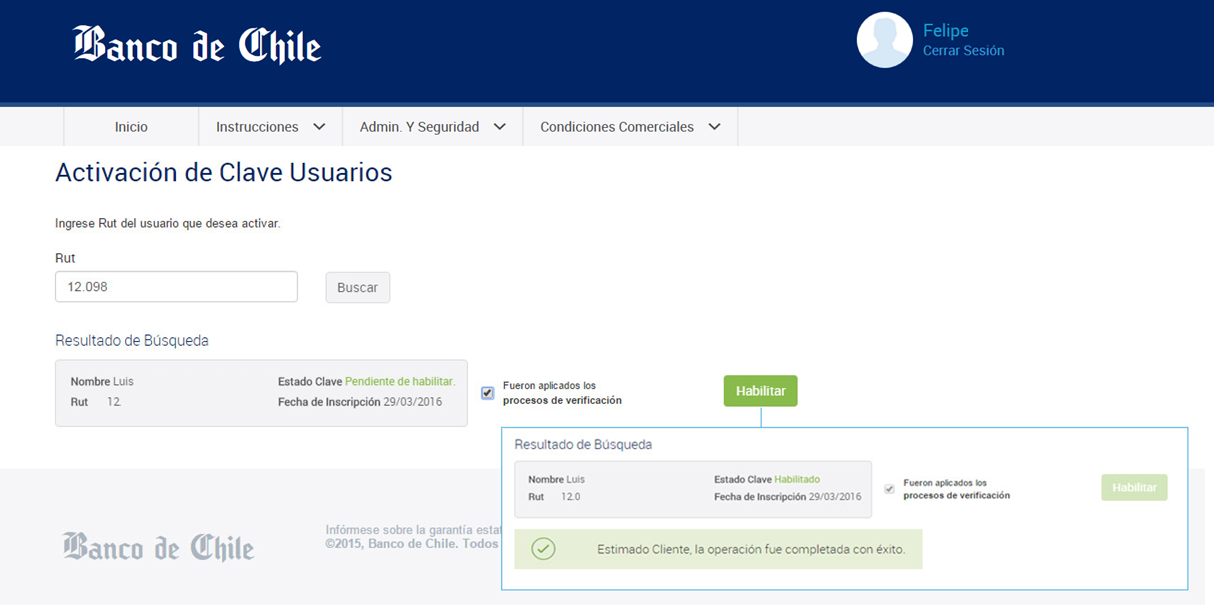 Banco de Chile
Felipe
Cerrar Sesión
Inicio
Instrucciones
Admin. Y Seguridad
Condiciones Comerciales
Activación de Clave Usuarios
Ingrese Rut del usuario que desea activar.
Rut
12.098
Buscar
Resultado de Búsqueda
Nombre Luis
Estado Clave Pendiente de habilitar.
Rut 12.
Fecha de Inscripción 29/03/2016
Fueron aplicados los
procesos de verificación
Habilitar
Resultado de Búsqueda
Nombre Luis
Estado Clave Habilitado
Rut 12.0
Fecha de Inscripción 29/03/2016
Fueron aplicados los
procesos de verificación
Habilitar
Estimado Cliente, la operación fue completada con éxito.
Banco de Chile
Infórmese sobre la garantía estat
©2015, Banco de Chile. Todos